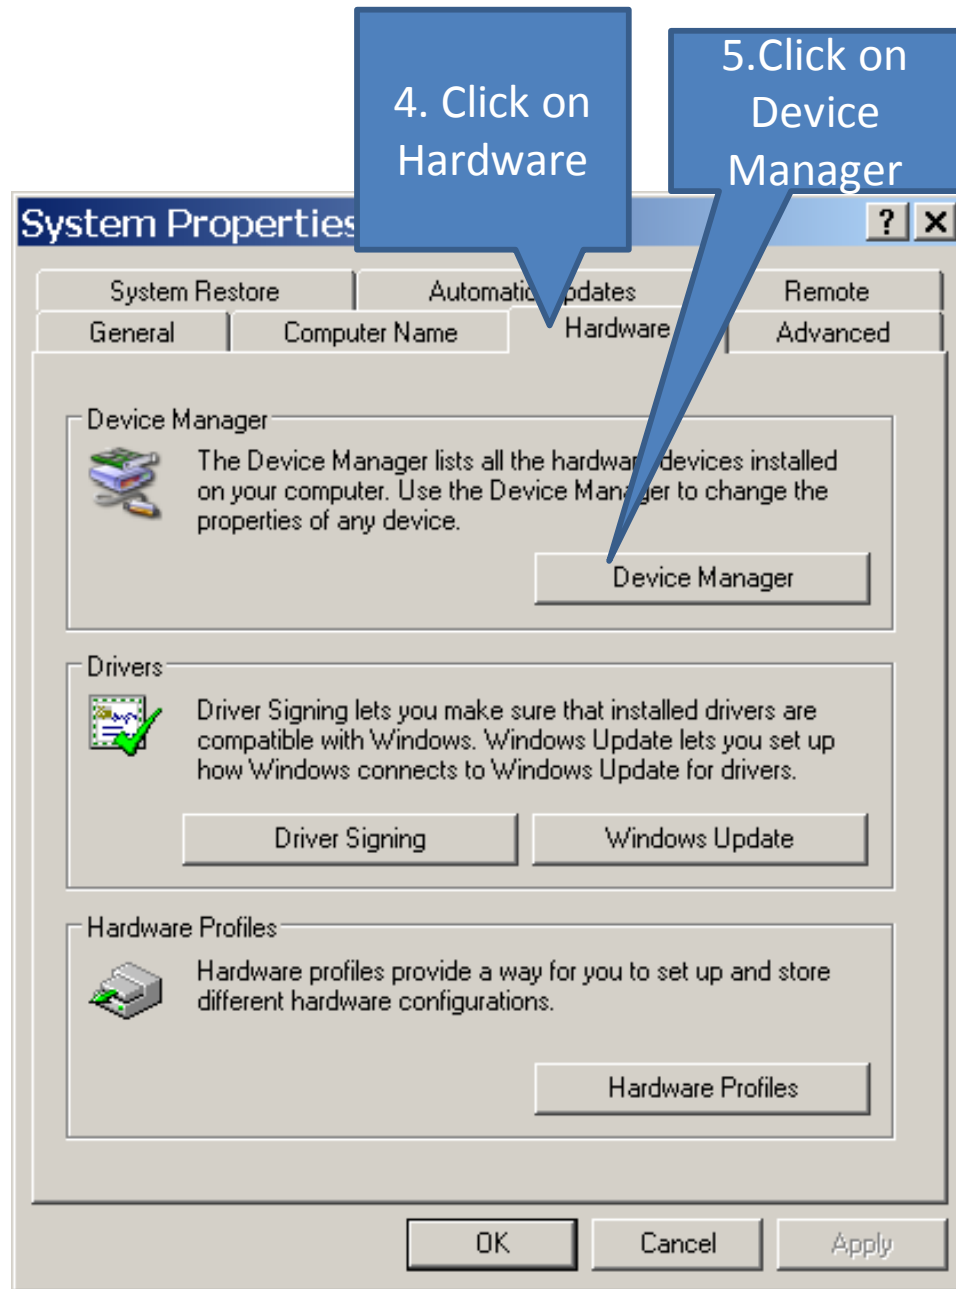 4. Click on
Hardware
5.Click on
Device
Manager
System Properties
System Restore
Automatic Updates
Remote
General
Computer Name
Hardware
Advanced
Device Manager
The Device Manager lists all the hardware devices installed
on your computer. Use the Device Manager to change the
properties of any device.
Device Manager
Drivers
Driver Signing lets you make sure that installed drivers are
compatible with Windows. Windows Update lets you set up
how Windows connects to Windows Update for drivers.
Driver Signing
Windows Update
Hardware Profiles
Hardware profiles provide a way for you to set up and store
different hardware configurations.
Hardware Profiles
OK
Cancel
Apply